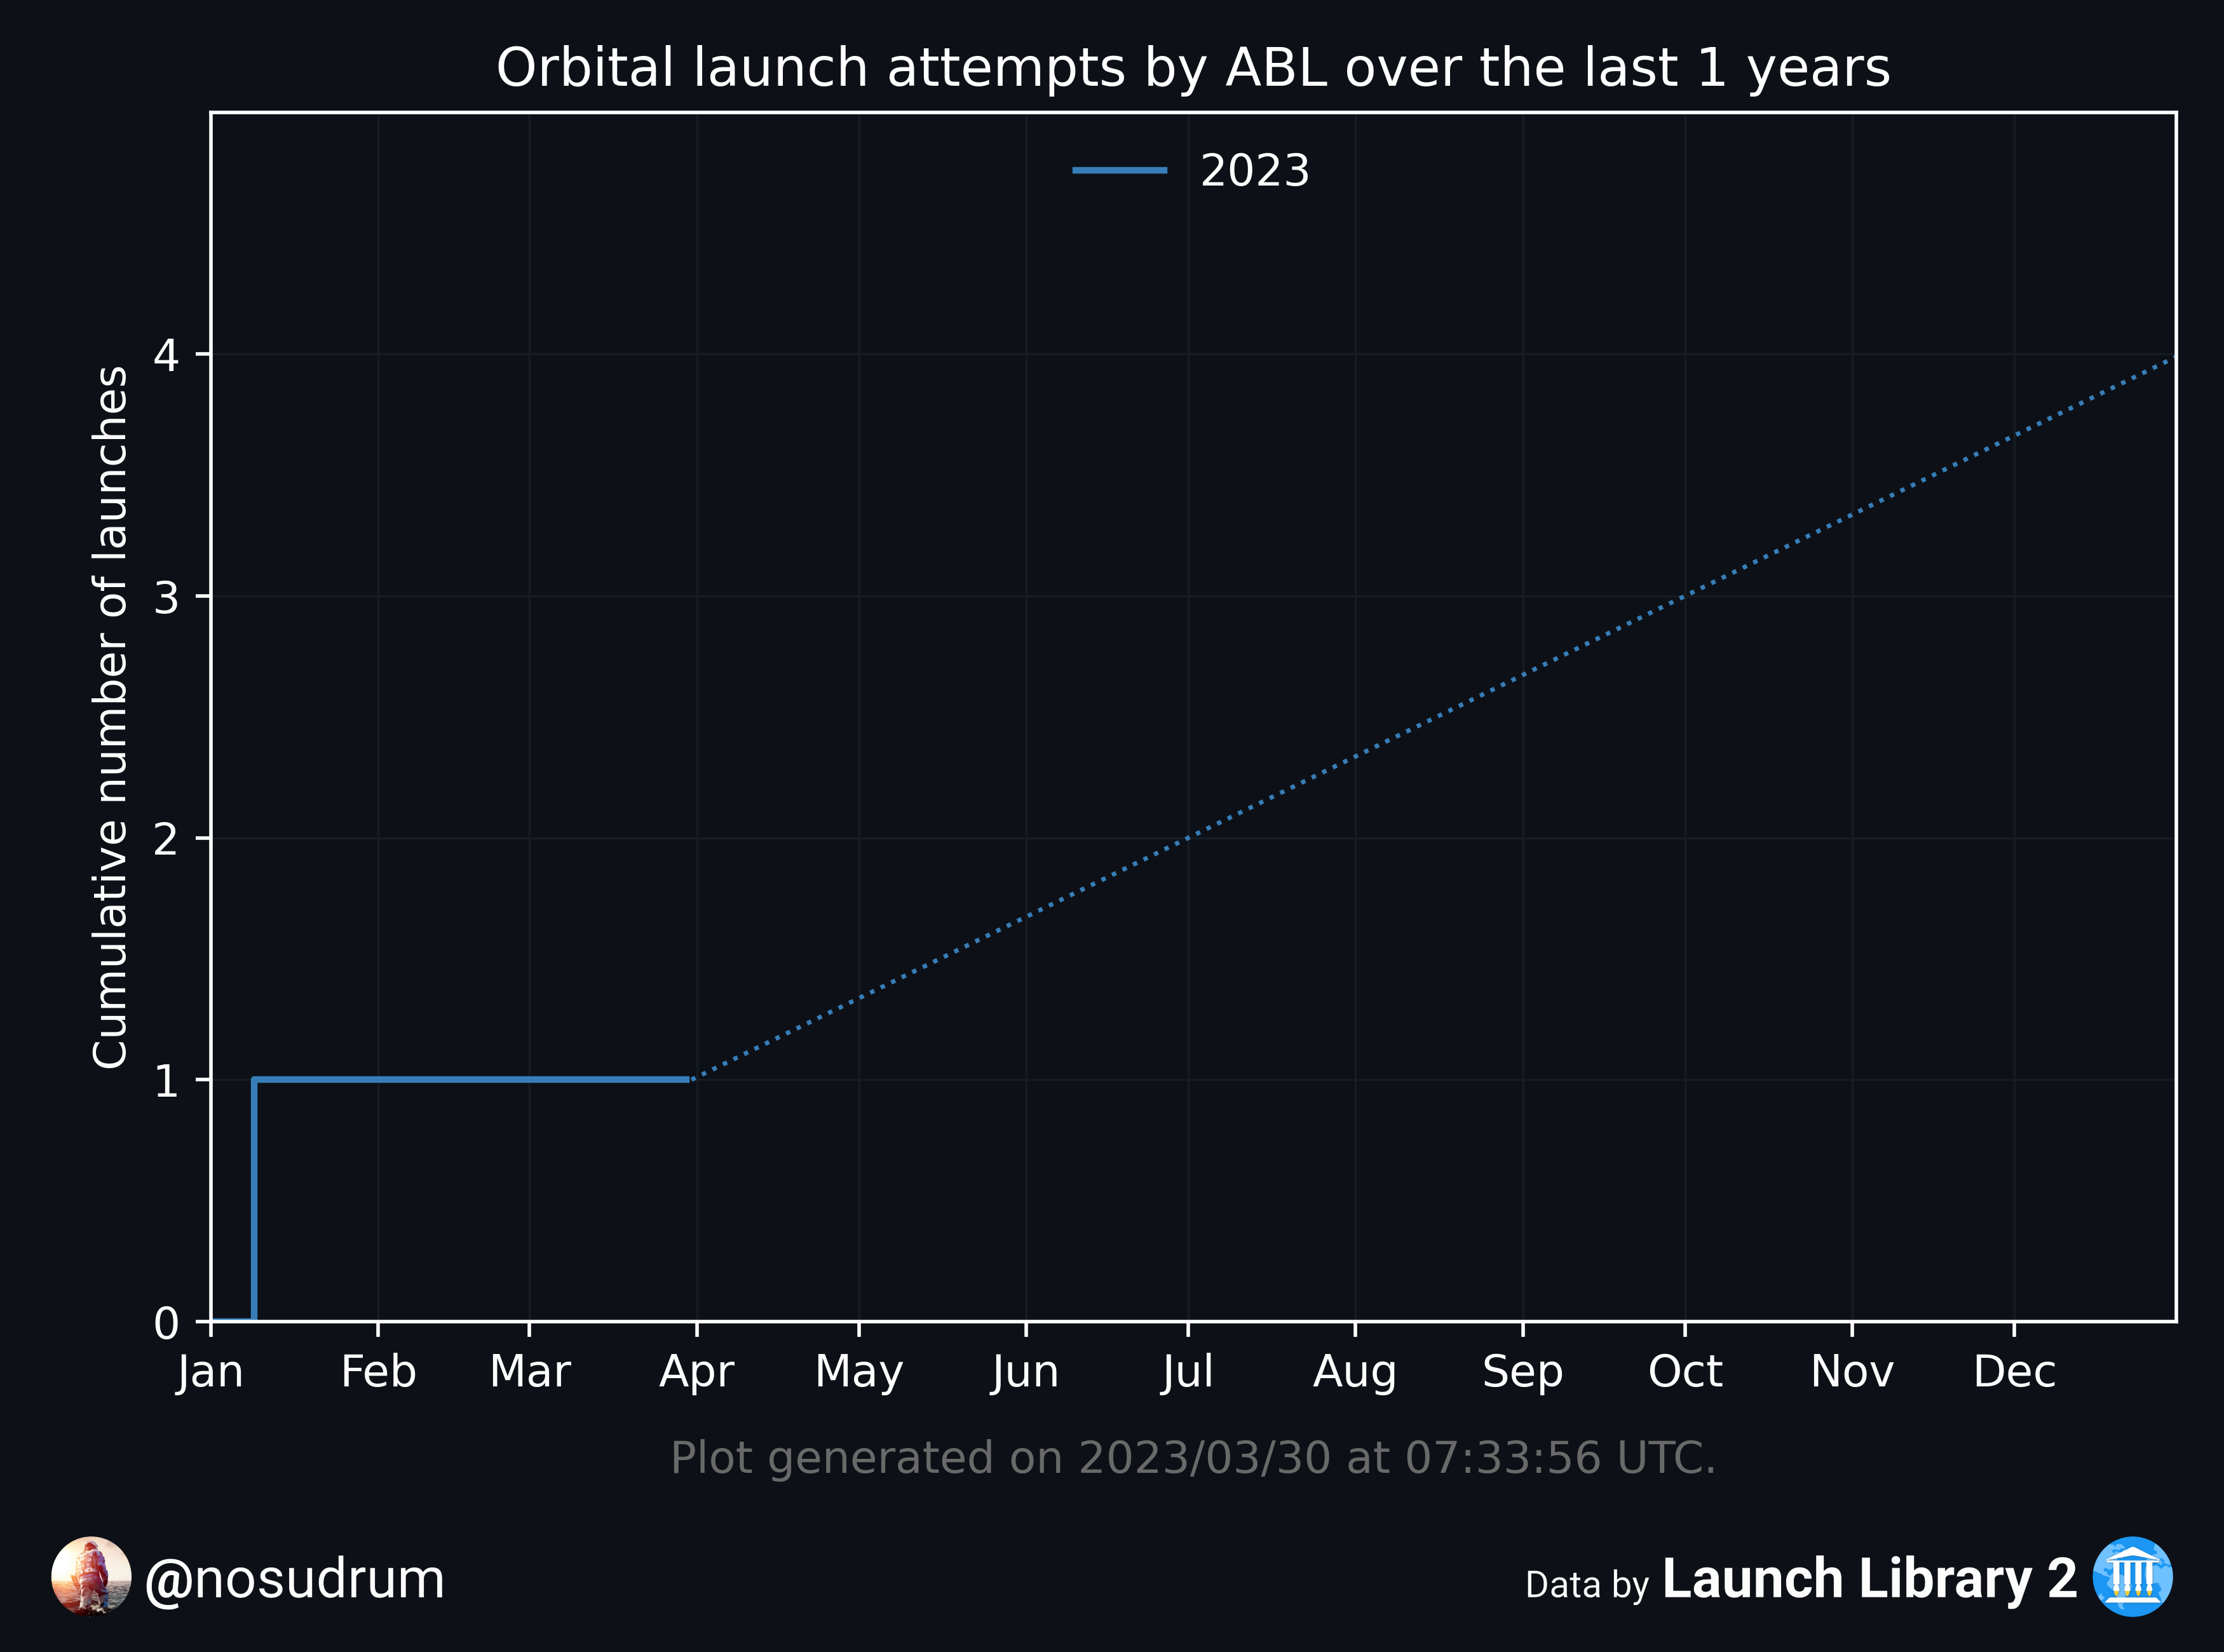 Orbital launch attempts by ABL over the last 1 years
2023
Cumulative number of launches
4
3
2
1
0
Jan Feb Mar Apr May Jun Jul Aug Sep Oct Nov Dec
Plot generated on 2023/03/30 at 07:33:56 UTC.
@nosudrum
Data by Launch Library 2